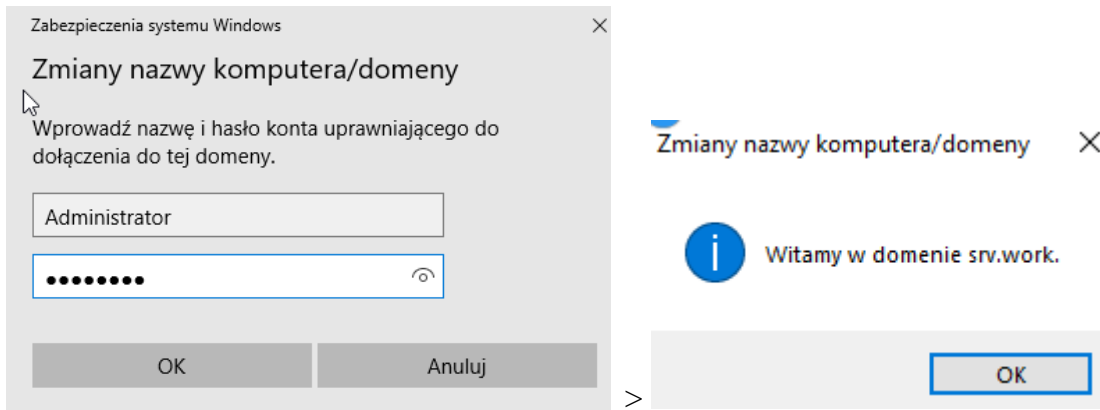 Zabezpieczenia systemu Windows
Zmiany nazwy komputera/domeny
Wprowadź nazwę i hasło konta uprawniającego do
dołączenia do tej domeny.
Administrator
••••••••
OK Anuluj
>
Zmiany nazwy komputera/domeny
Witamy w domenie srv.work.
OK